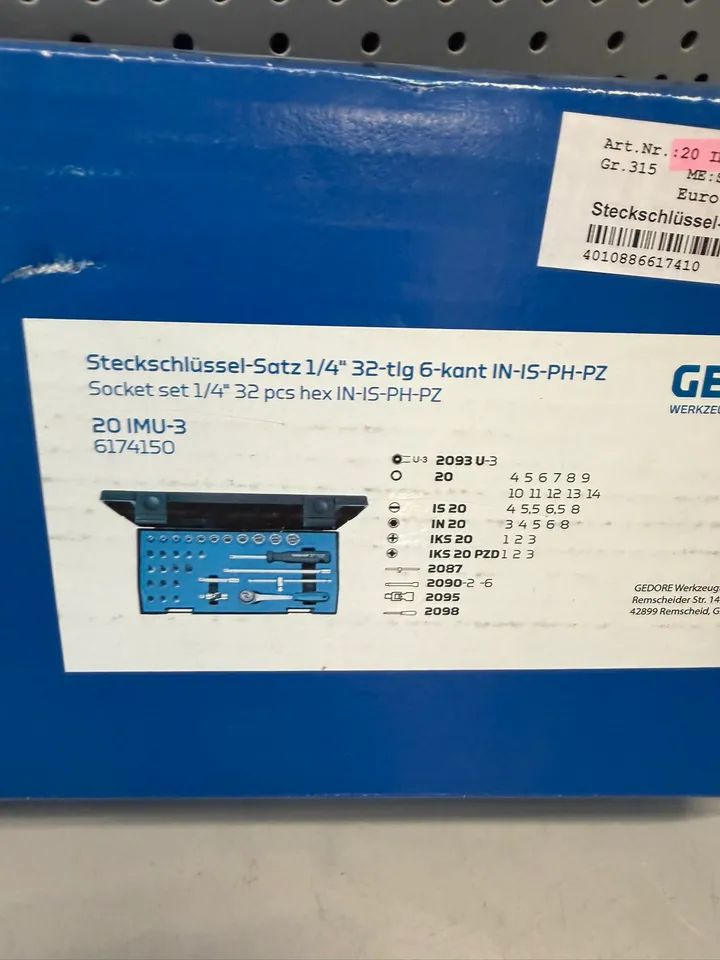 Art.Nr.:20 I
Gr.315 ME:S
Euro
Steckschlüssel-
4010886617410
Steckschlüssel-Satz 1/4" 32-tlg 6-kant IN-IS-PH-PZ
Socket set 1/4" 32 pcs hex IN-IS-PH-PZ
20 IMU-3
6174150
GE
WERKZEU
U-3 2093 U-3
20 4 5 6 7 8 9
10 11 12 13 14
IS 20 4 5,5 6,5 8
IN 20 3 4 5 6 8
IKS 20 1 2 3
IKS 20 PZD 1 2 3
2087
2090-2 -6
2095
2098
GEDORE Werkzeug
Remscheider Str. 14
42899 Remscheid, G